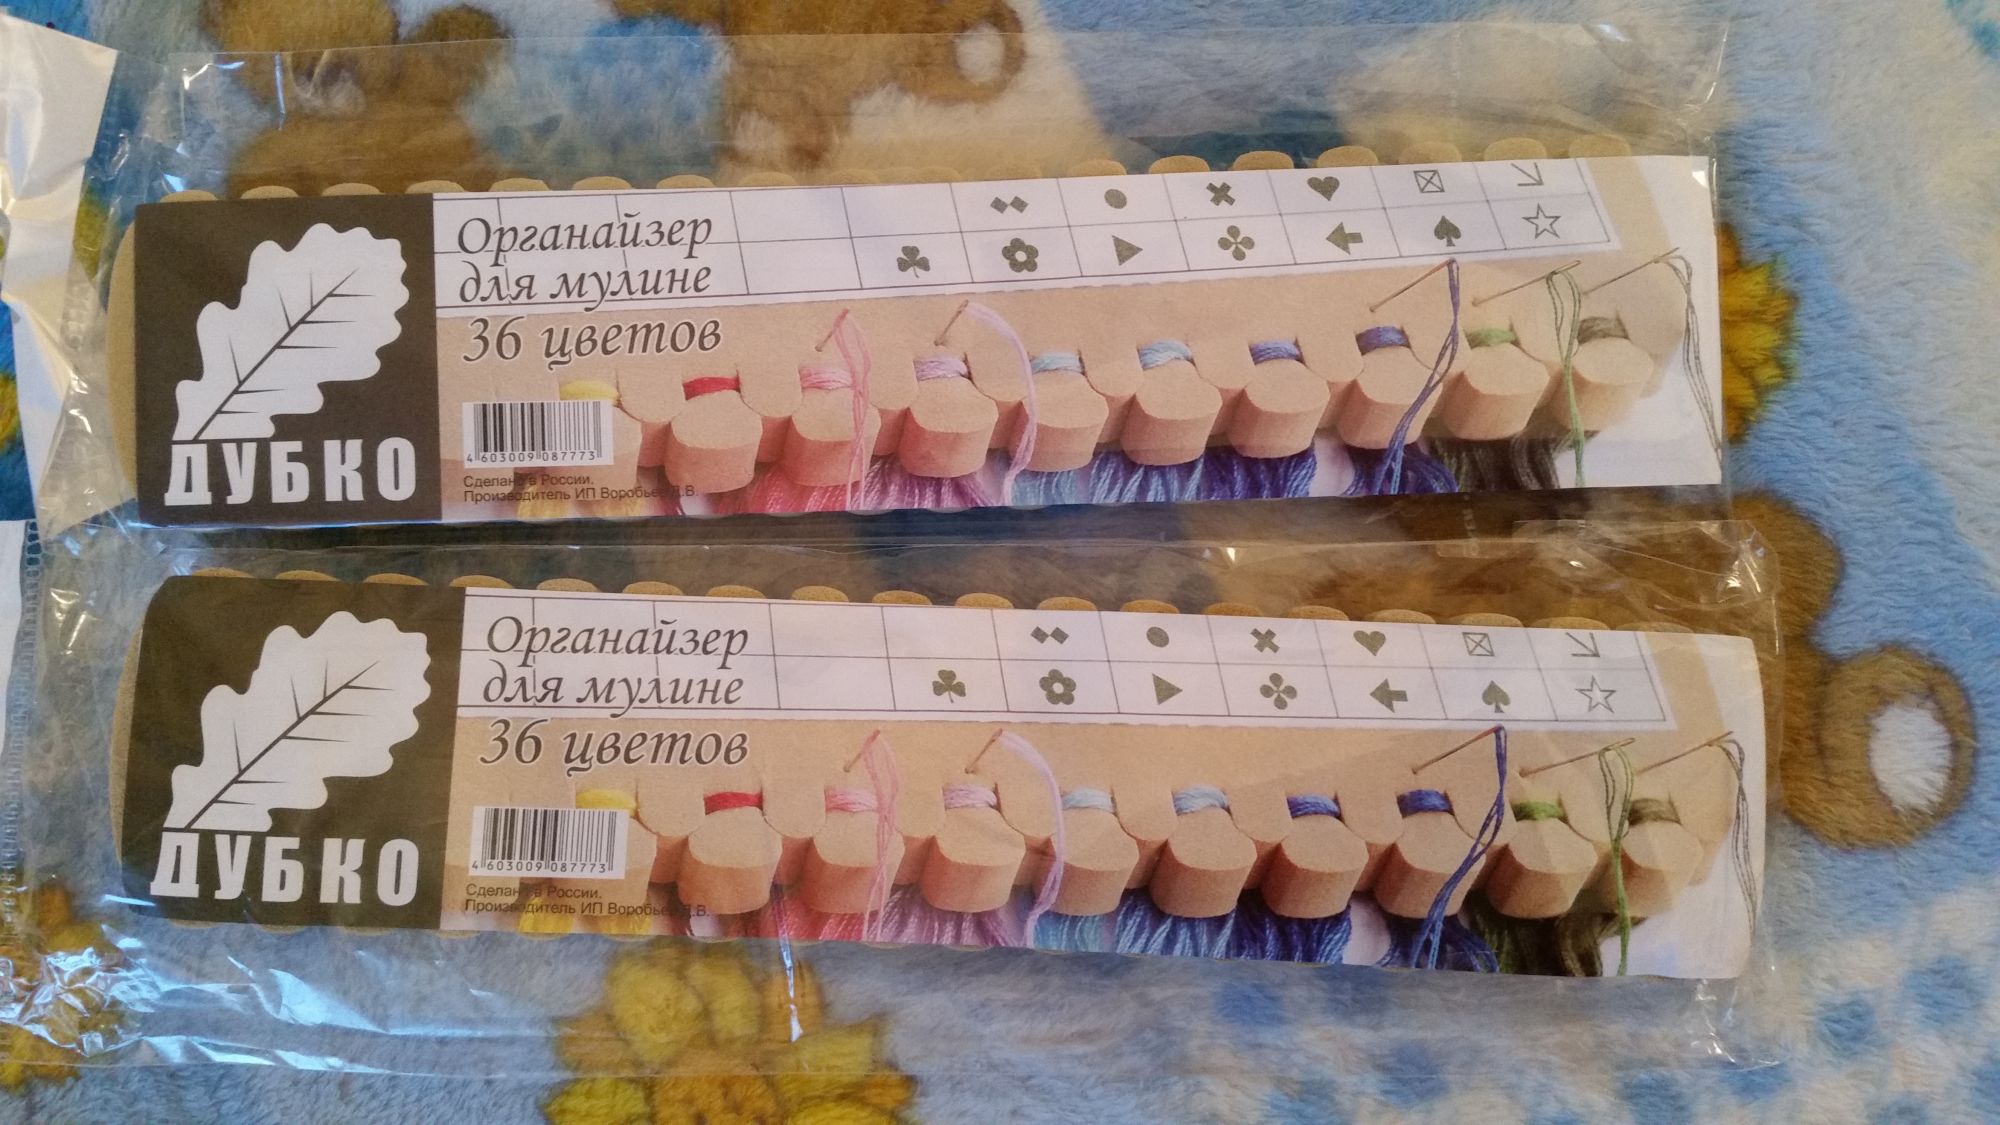 Органайзер
для мулине
36 цветов
ДУБКО
4 603009 087773
Сделано в России.
Производитель ИП Воробьев Д.В.
Органайзер
для мулине
36 цветов
ДУБКО
4 603009 087773
Сделано в России.
Производитель ИП Воробьев Д.В.